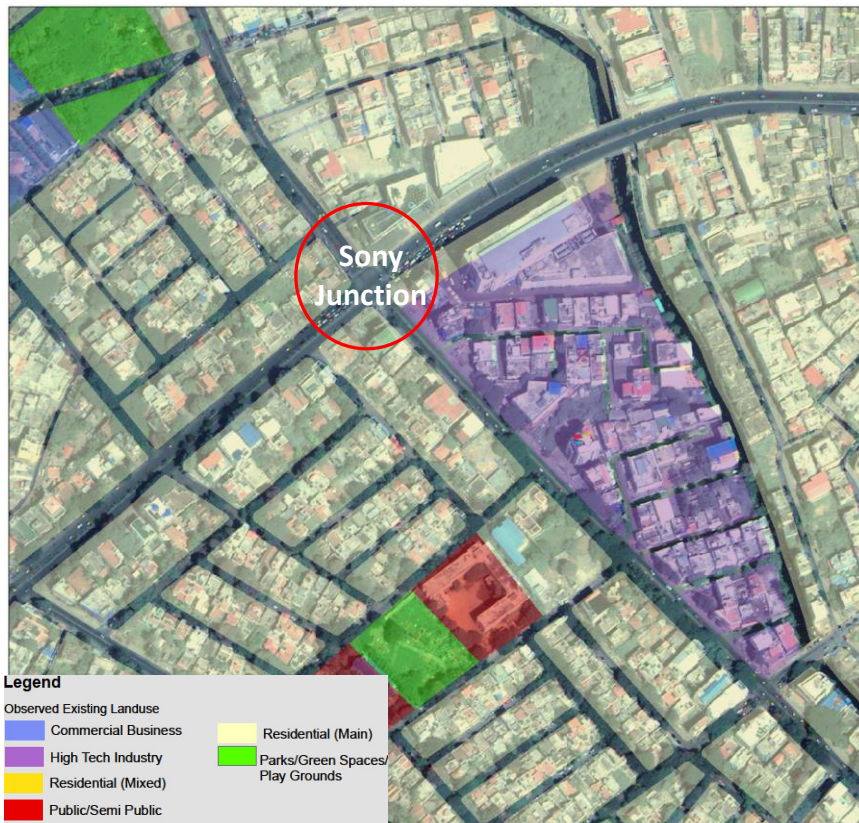 Sony
Junction
Legend
Observed Existing Landuse
Commercial Business
High Tech Industry
Residential (Mixed)
Public/Semi Public
Residential (Main)
Parks/Green Spaces/
Play Grounds